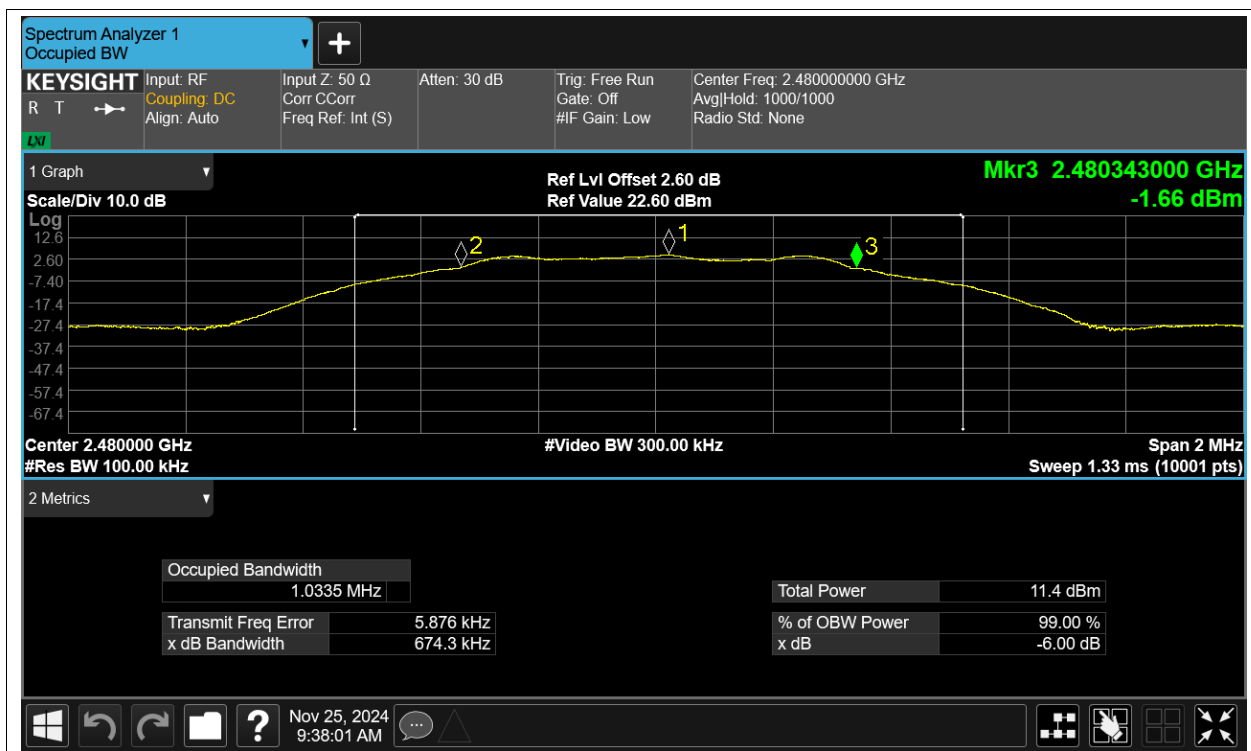 Spectrum Analyzer 1
Occupied BW
KEYSIGHT
R T
LXI
Input: RF
Coupling: DC
Align: Auto
Input Z: 50 Ω
Corr CCorr
Freq Ref: Int (S)
Atten: 30 dB
Trig: Free Run
Gate: Off
#IF Gain: Low
Center Freq: 2.480000000 GHz
Avg|Hold: 1000/1000
Radio Std: None
1 Graph
Scale/Div 10.0 dB
Ref Lvl Offset 2.60 dB
Ref Value 22.60 dBm
Mkr3 2.480343000 GHz
-1.66 dBm
Log
12.6
2.60
-7.40
-17.4
-27.4
-37.4
-47.4
-57.4
-67.4
2
1
3
Center 2.480000 GHz
#Video BW 300.00 kHz
Span 2 MHz
#Res BW 100.00 kHz
Sweep 1.33 ms (10001 pts)
2 Metrics
Occupied Bandwidth
1.0335 MHz
Total Power 11.4 dBm
Transmit Freq Error 5.876 kHz
% of OBW Power 99.00 %
x dB Bandwidth 674.3 kHz
x dB -6.00 dB
?
Nov 25, 2024
9:38:01 AM